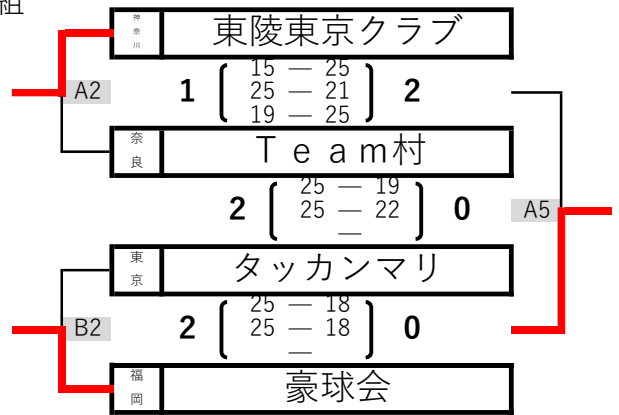 組
神奈川 東陵東京クラブ
A2 1 15 — 25 2
25 — 21
19 — 25
奈良 Ｔｅａｍ村
2 25 — 19 0 A5
25 — 22
—
東京 タッカンマリ
B2 2 25 — 18 0
25 — 18
—
福岡 豪球会